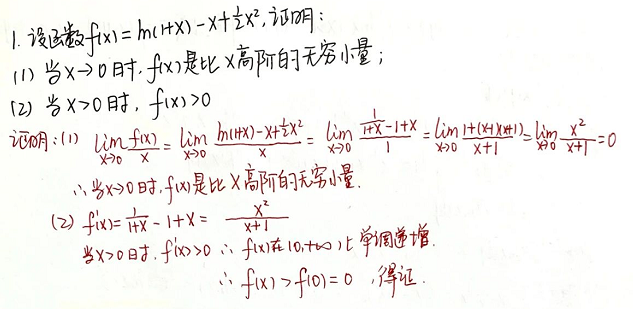 1. 设函数f(x)=ln(1+x)-x+½x²,证明:
(1) 当x→0时,f(x)是比x高阶的无穷小量;
(2) 当x>0时,f(x)>0
证明:(1) lim_{x→0} f(x)/x = lim_{x→0} (ln(1+x)-x+½x²)/x = lim_{x→0} (1/(1+x)-1+x)/1 = lim_{x→0} (1+(x-1)(x+1))/(x+1) = lim_{x→0} x²/(x+1) = 0
∴当x→0时,f(x)是比x高阶的无穷小量.
(2) f'(x)=1/(1+x)-1+x= x²/(x+1)
当x>0时,f'(x)>0 ∴f(x)在(0,+∞)上单调递增.
∴f(x)>f(0)=0 ,得证.